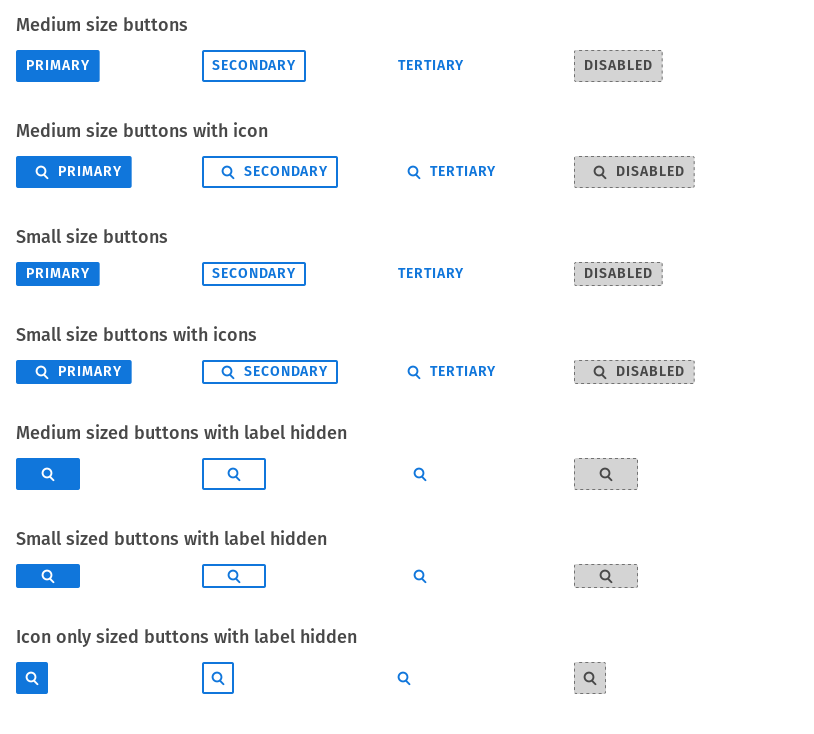 Medium size buttons
PRIMARY SECONDARY TERTIARY DISABLED
Medium size buttons with icon
PRIMARY SECONDARY TERTIARY DISABLED
Small size buttons
PRIMARY SECONDARY TERTIARY DISABLED
Small size buttons with icons
PRIMARY SECONDARY TERTIARY DISABLED
Medium sized buttons with label hidden
Small sized buttons with label hidden
Icon only sized buttons with label hidden